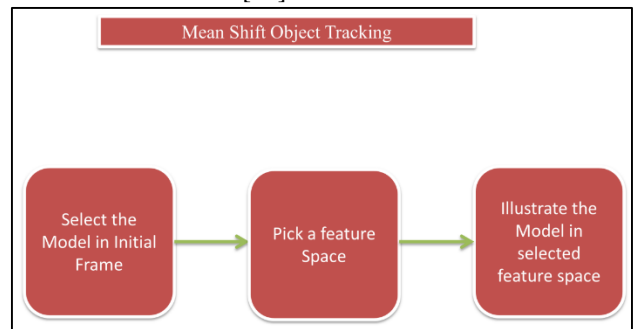 Mean Shift Object Tracking
Select the
Model in Initial
Frame
Pick a feature
Space
Illustrate the
Model in
selected
feature space